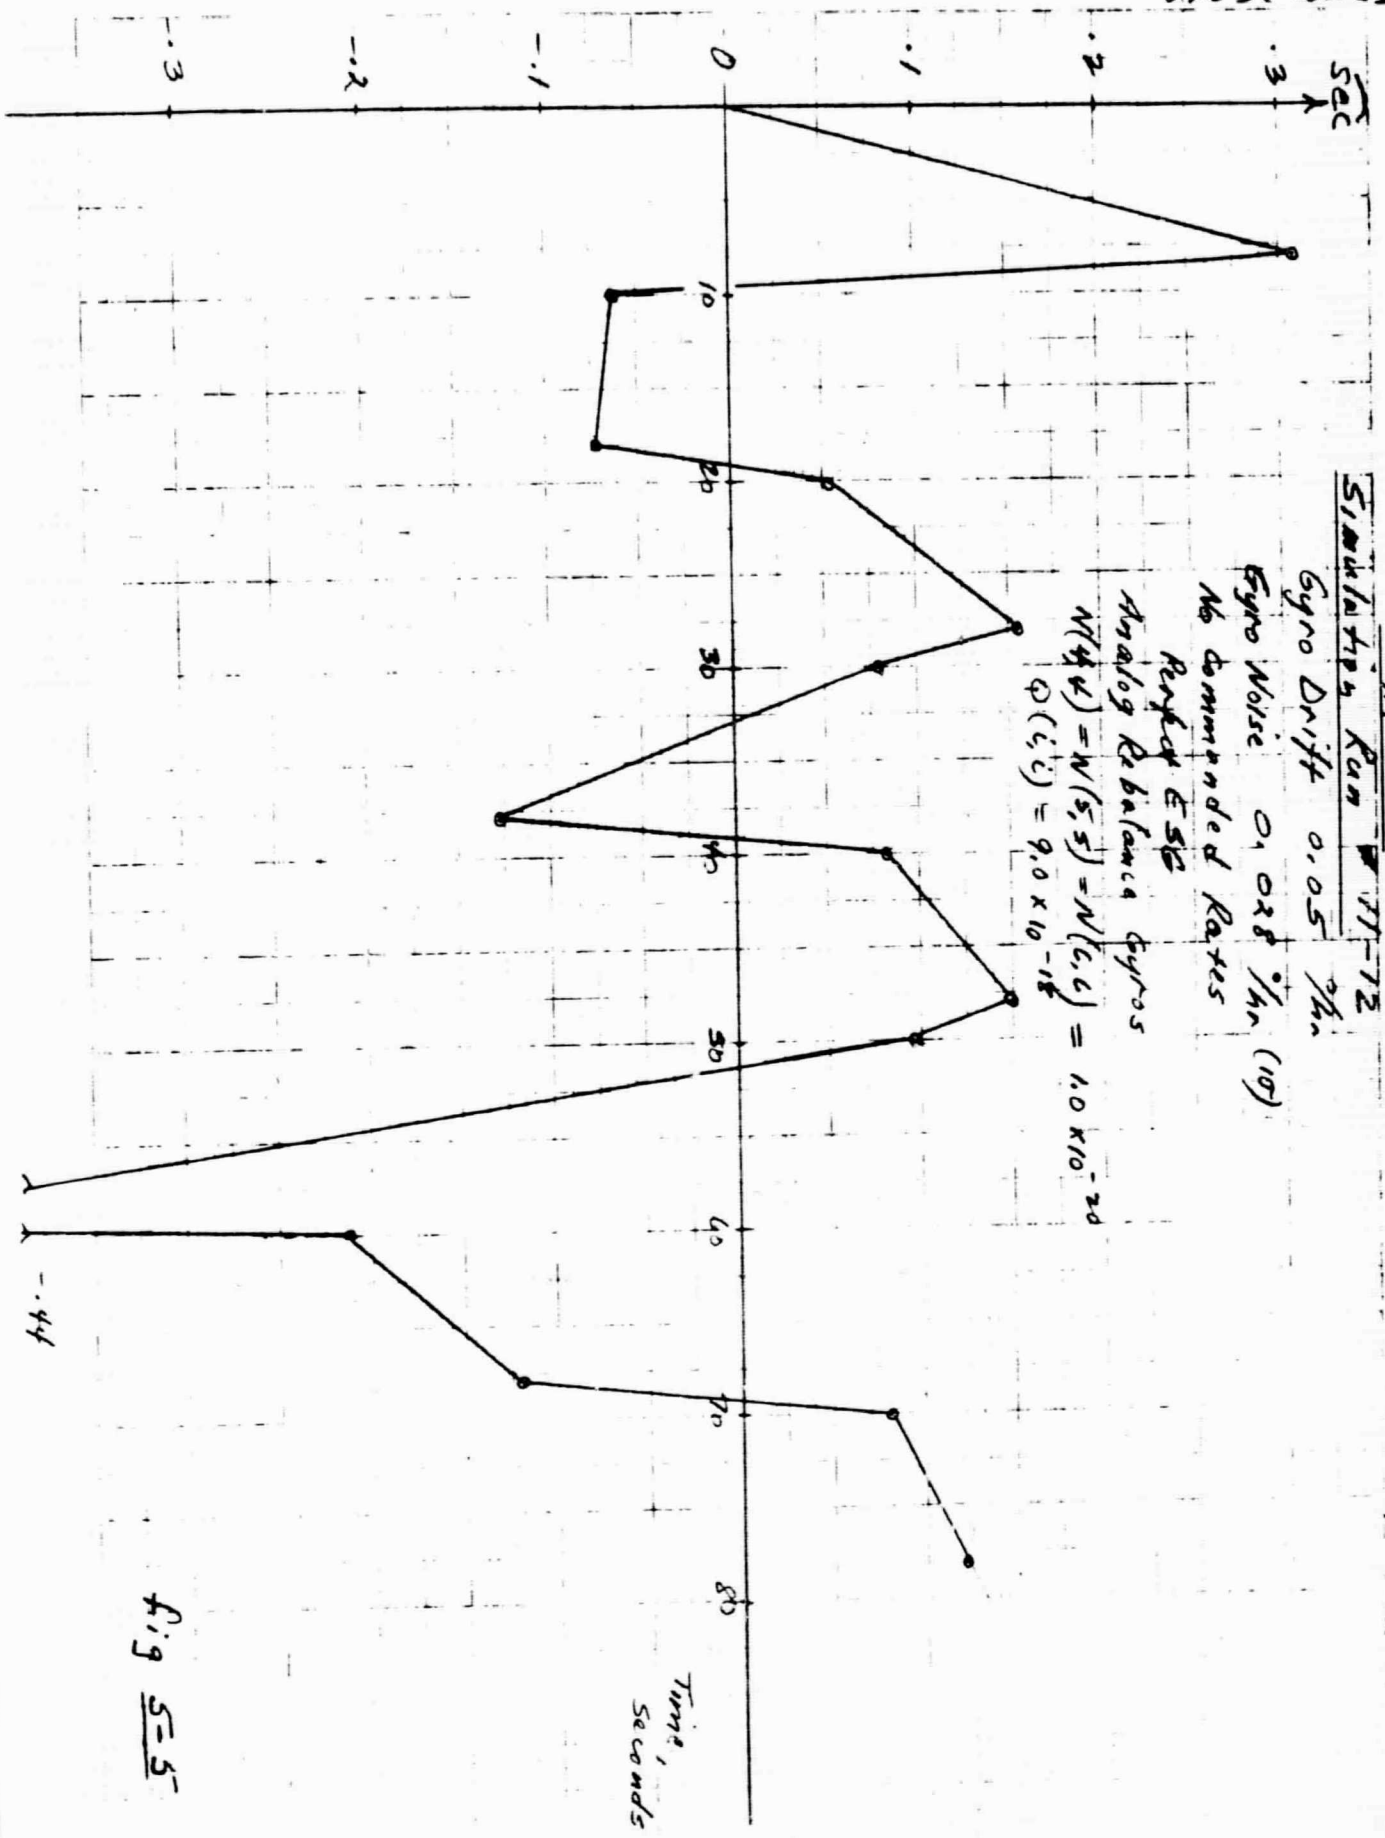 Simulation Run # 11-12
Gyro Drift 0.05 °/hr
Gyro Noise 0.028 °/hr (1σ)
No Commanded Rates
Perfect ESG
Analog Rebalance Gyros
N(4,4) = N(5,5) = N(6,6) = 1.0 x 10-20
Q(i,i) = 9.0 x 10-18
Sec
.3
.2
.1
0
-.1
-.2
-.3
10
20
30
40
50
60
70
80
Time,
Seconds
-.44
fig 5-5